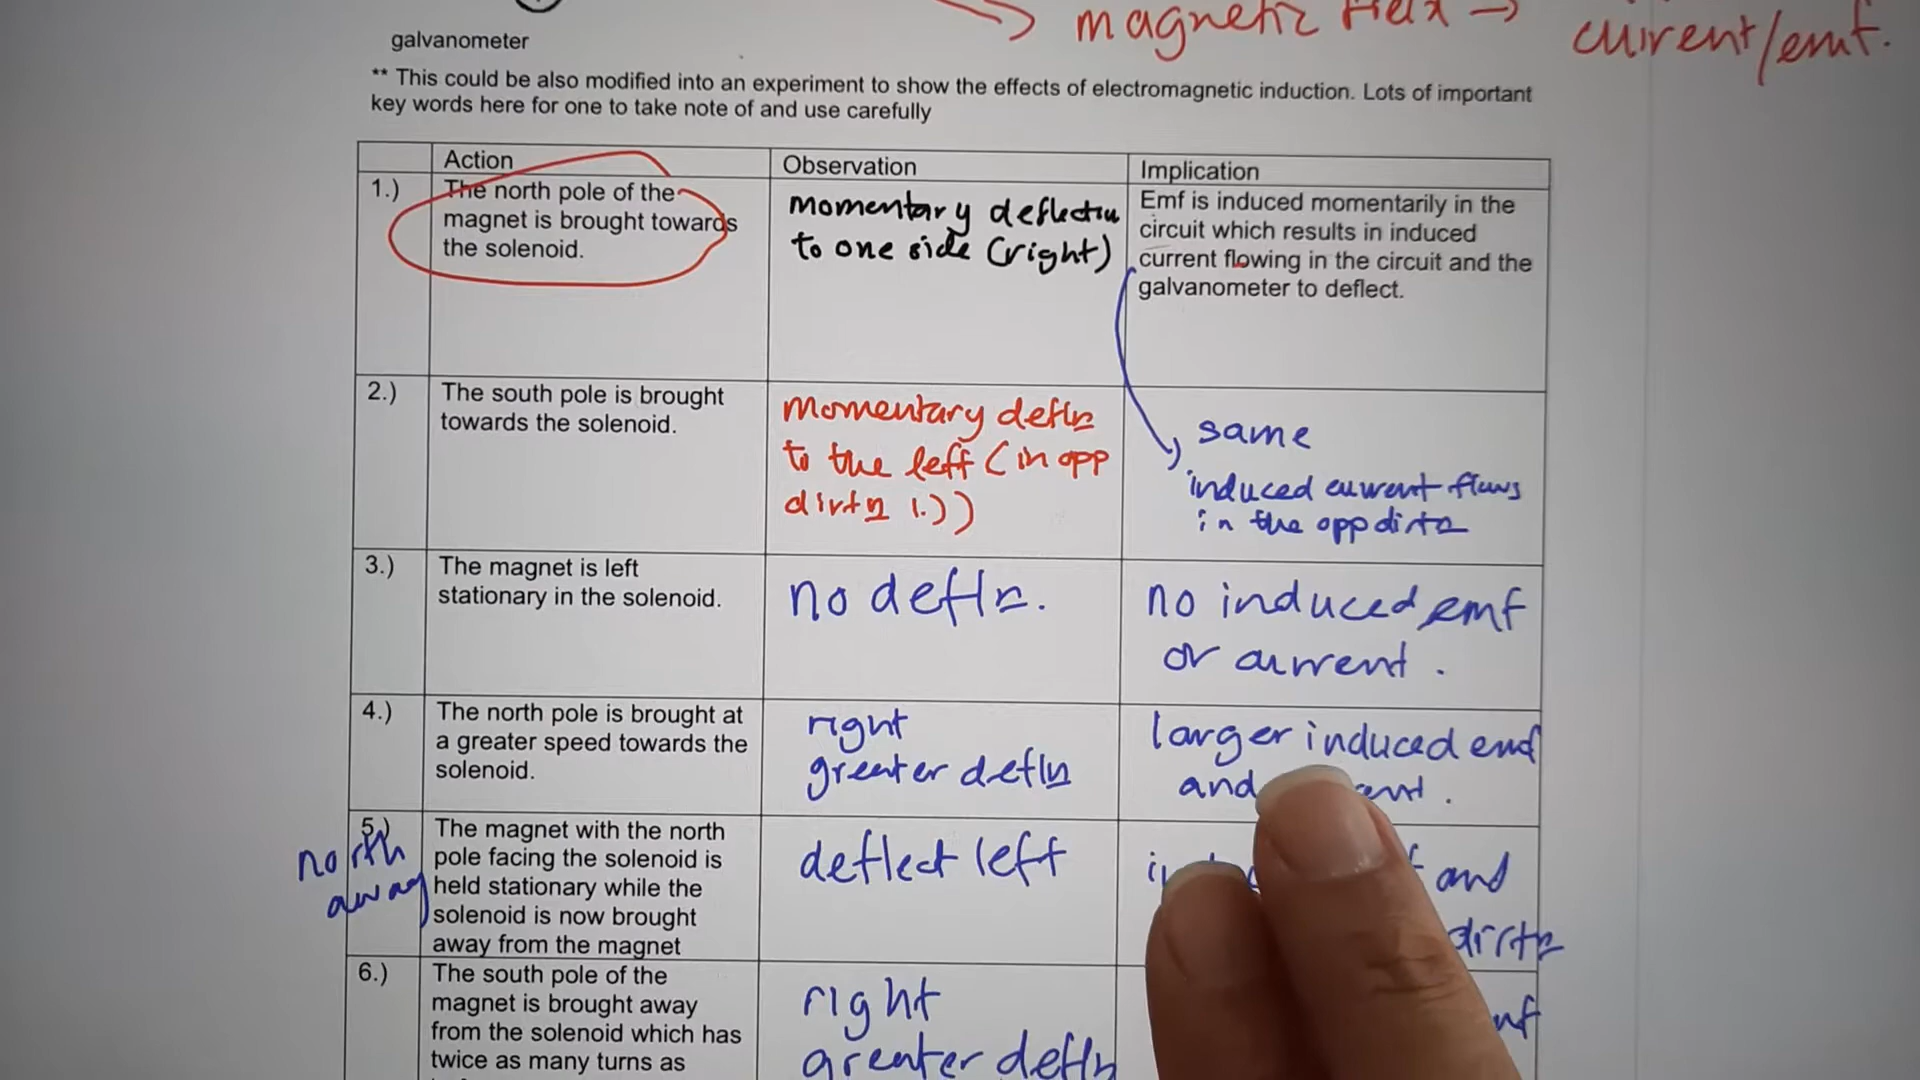 magnetic field →
current/emf.
galvanometer
** This could be also modified into an experiment to show the effects of electromagnetic induction. Lots of important
key words here for one to take note of and use carefully
Action
Observation
Implication
1.)
The north pole of the
magnet is brought towards
the solenoid.
momentary deflectn
to one side (right)
Emf is induced momentarily in the
circuit which results in induced
current flowing in the circuit and the
galvanometer to deflect.
2.)
The south pole is brought
towards the solenoid.
momentary defln
to the left (in opp
dirtn 1.))
same
induced current flows
in the opp dirtn
3.)
The magnet is left
stationary in the solenoid.
no defln.
no induced emf
or current.
4.)
The north pole is brought at
a greater speed towards the
solenoid.
right
greater defln
larger induced emf
and
5.)
north
away
The magnet with the north
pole facing the solenoid is
held stationary while the
solenoid is now brought
away from the magnet
deflect left
and
dirtn
6.)
The south pole of the
magnet is brought away
from the solenoid which has
twice as many turns as
right
greater defln